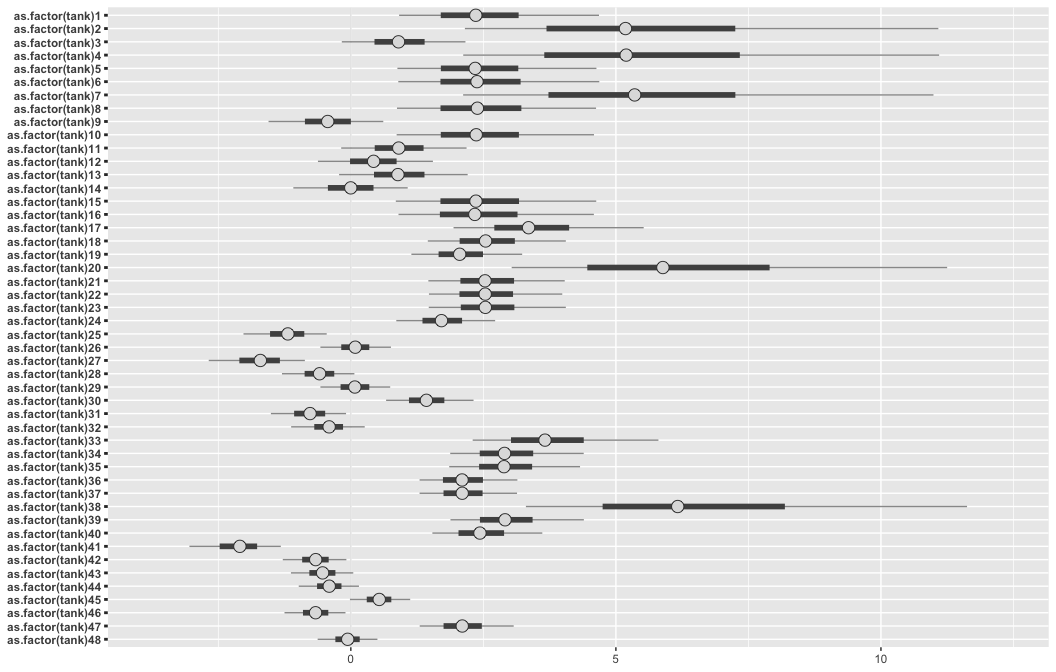 as.factor(tank)1
as.factor(tank)2
as.factor(tank)3
as.factor(tank)4
as.factor(tank)5
as.factor(tank)6
as.factor(tank)7
as.factor(tank)8
as.factor(tank)9
as.factor(tank)10
as.factor(tank)11
as.factor(tank)12
as.factor(tank)13
as.factor(tank)14
as.factor(tank)15
as.factor(tank)16
as.factor(tank)17
as.factor(tank)18
as.factor(tank)19
as.factor(tank)20
as.factor(tank)21
as.factor(tank)22
as.factor(tank)23
as.factor(tank)24
as.factor(tank)25
as.factor(tank)26
as.factor(tank)27
as.factor(tank)28
as.factor(tank)29
as.factor(tank)30
as.factor(tank)31
as.factor(tank)32
as.factor(tank)33
as.factor(tank)34
as.factor(tank)35
as.factor(tank)36
as.factor(tank)37
as.factor(tank)38
as.factor(tank)39
as.factor(tank)40
as.factor(tank)41
as.factor(tank)42
as.factor(tank)43
as.factor(tank)44
as.factor(tank)45
as.factor(tank)46
as.factor(tank)47
as.factor(tank)48
0 5 10